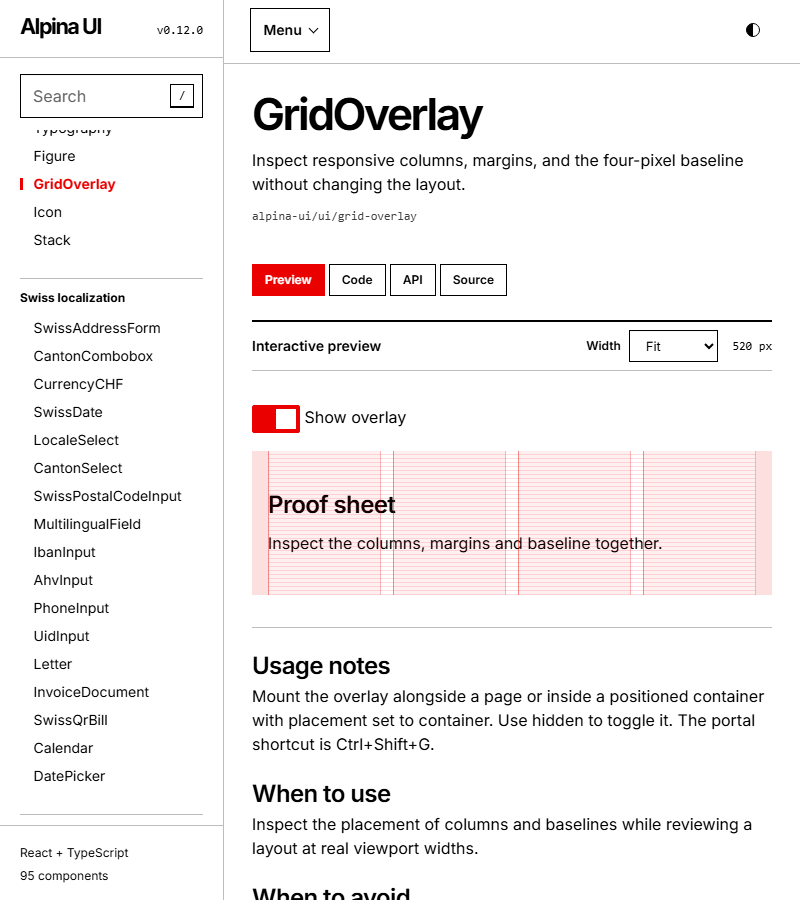 Alpina UI
v0.12.0
Search
/
Typography
Figure
GridOverlay
Icon
Stack
Swiss localization
SwissAddressForm
CantonCombobox
CurrencyCHF
SwissDate
LocaleSelect
CantonSelect
SwissPostalCodeInput
MultilingualField
IbanInput
AhvInput
PhoneInput
UidInput
Letter
InvoiceDocument
SwissQrBill
Calendar
DatePicker
React + TypeScript
95 components
Menu
GridOverlay
Inspect responsive columns, margins, and the four-pixel baseline
without changing the layout.
alpina-ui/ui/grid-overlay
Preview
Code
API
Source
Interactive preview
Width
Fit
520 px
Show overlay
Proof sheet
Inspect the columns, margins and baseline together.
Usage notes
Mount the overlay alongside a page or inside a positioned container
with placement set to container. Use hidden to toggle it. The portal
shortcut is Ctrl+Shift+G.
When to use
Inspect the placement of columns and baselines while reviewing a
layout at real viewport widths.
When to avoid